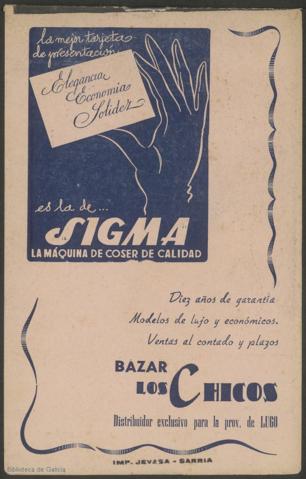 la mejor tarjeta
de presentación
Elegancia
Economía
Solidez
es la de...
SIGMA
LA MÁQUINA DE COSER DE CALIDAD
Diez años de garantía
Modelos de lujo y económicos.
Ventas al contado y plazos
BAZAR
LOS CHICOS
Distribuidor exclusivo para la prov. de LUGO
IMP. JEVASA - SARRIA
Biblioteca de Galicia